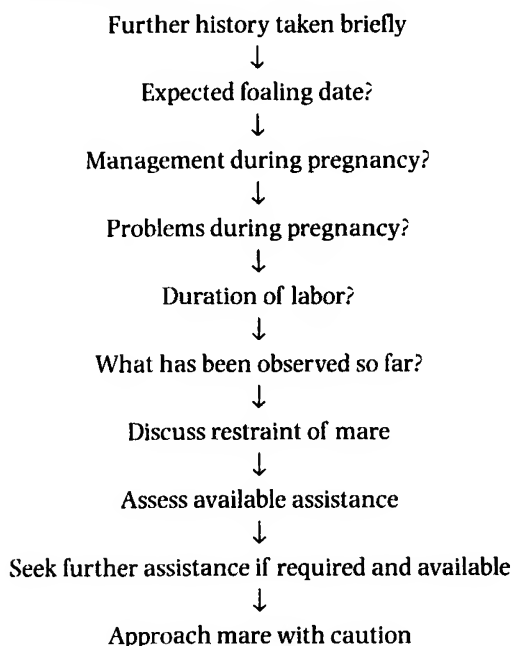 Further history taken briefly
↓
Expected foaling date?
↓
Management during pregnancy?
↓
Problems during pregnancy?
↓
Duration of labor?
↓
What has been observed so far?
↓
Discuss restraint of mare
↓
Assess available assistance
↓
Seek further assistance if required and available
↓
Approach mare with caution